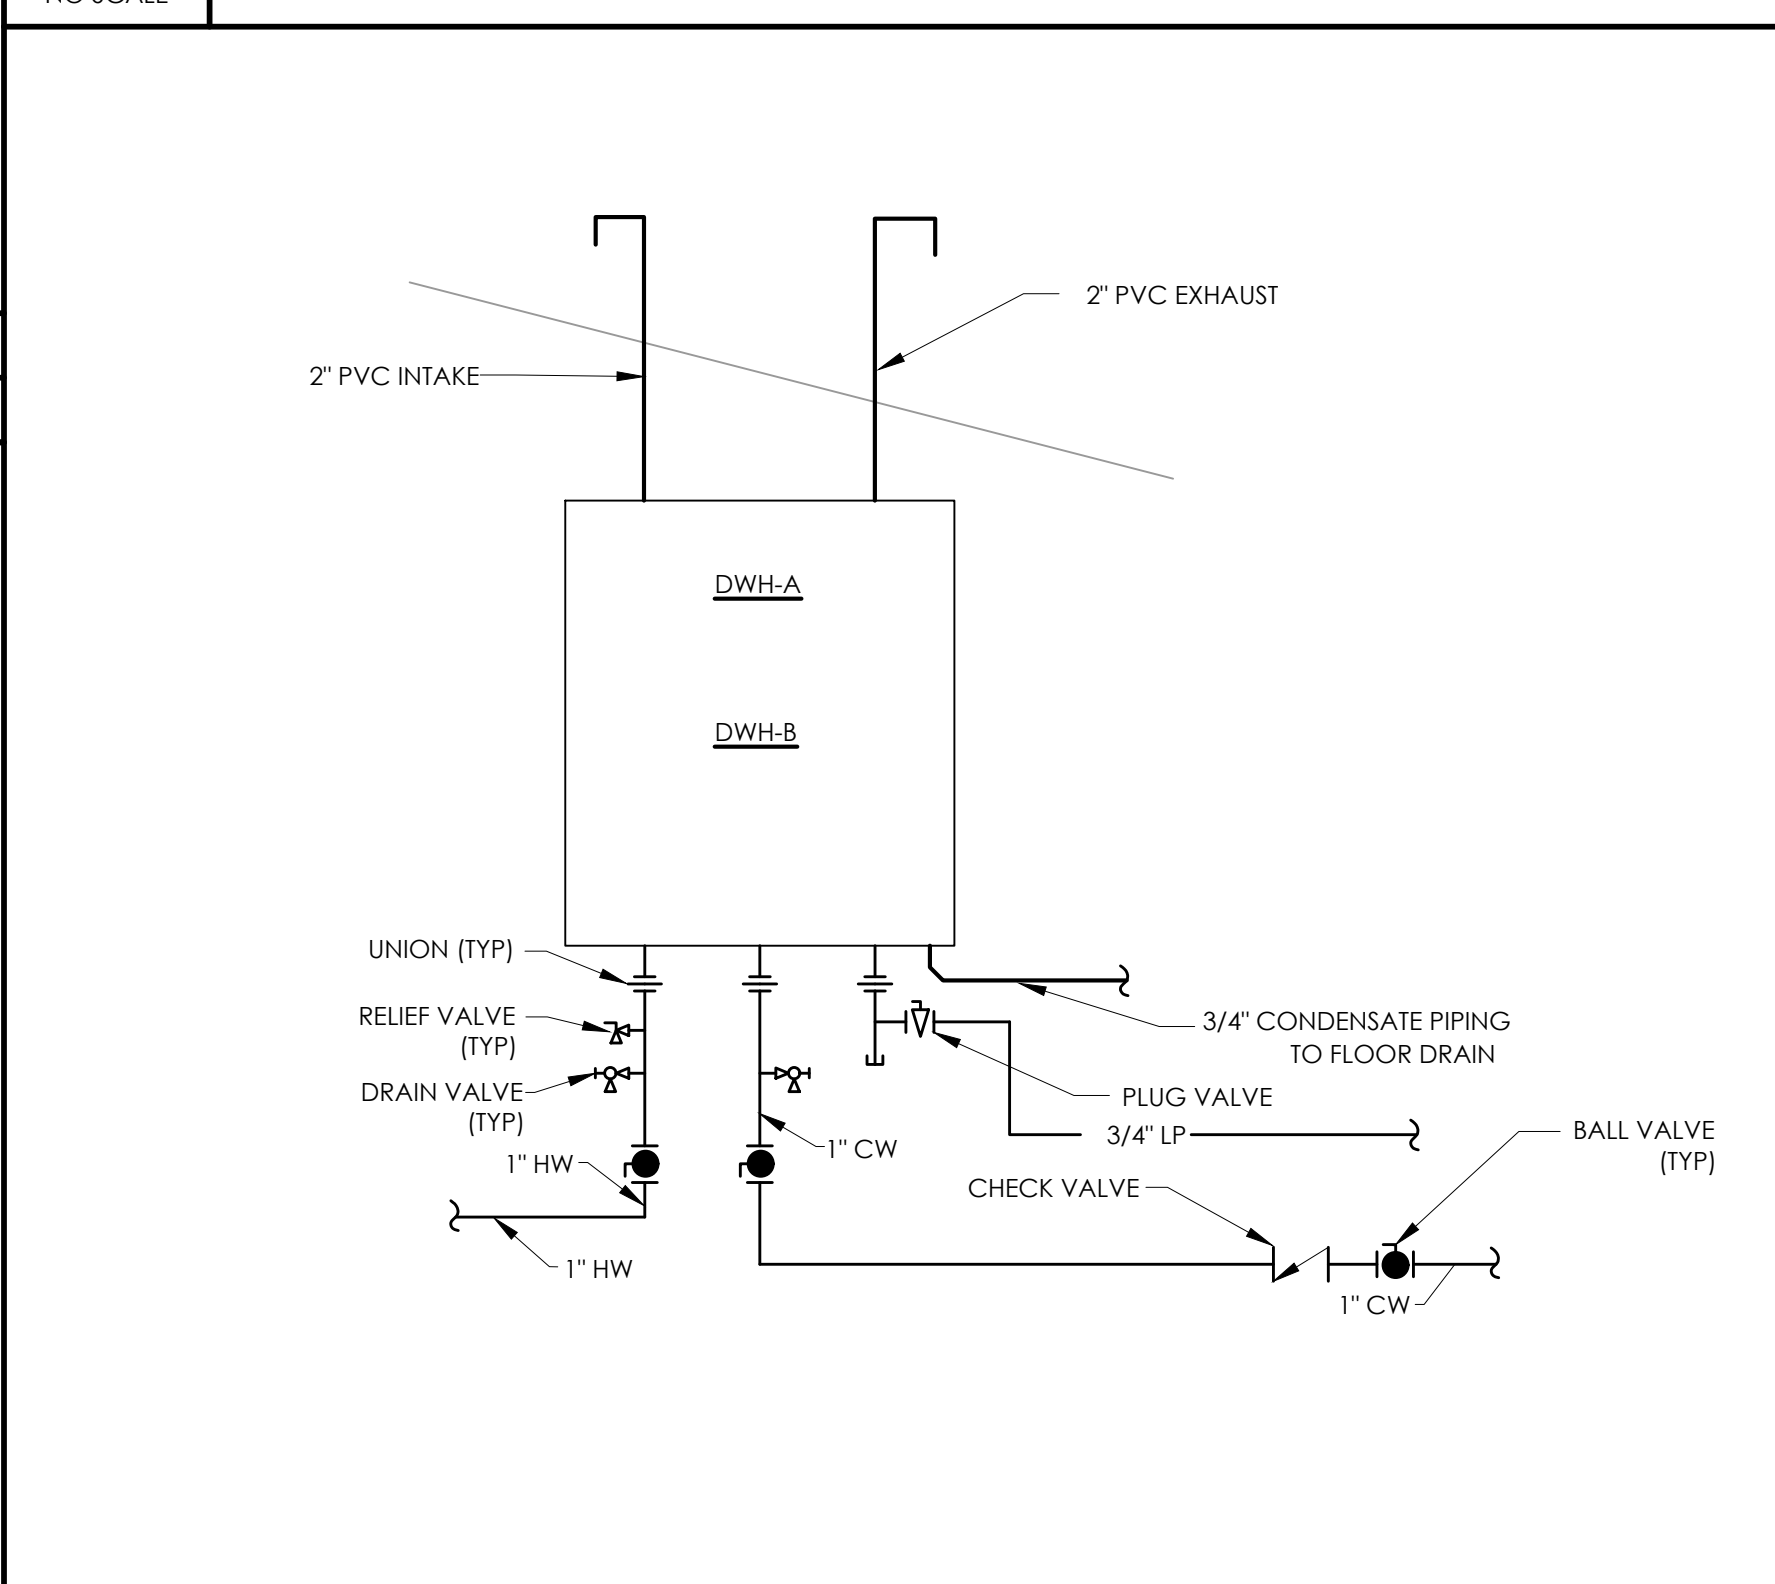 NO SCALE
2" PVC EXHAUST
2" PVC INTAKE
DWH-A
DWH-B
UNION (TYP)
RELIEF VALVE
(TYP)
3/4" CONDENSATE PIPING
TO FLOOR DRAIN
DRAIN VALVE
(TYP)
PLUG VALVE
3/4" LP
BALL VALVE
(TYP)
1" CW
1" HW
CHECK VALVE
1" HW
1" CW